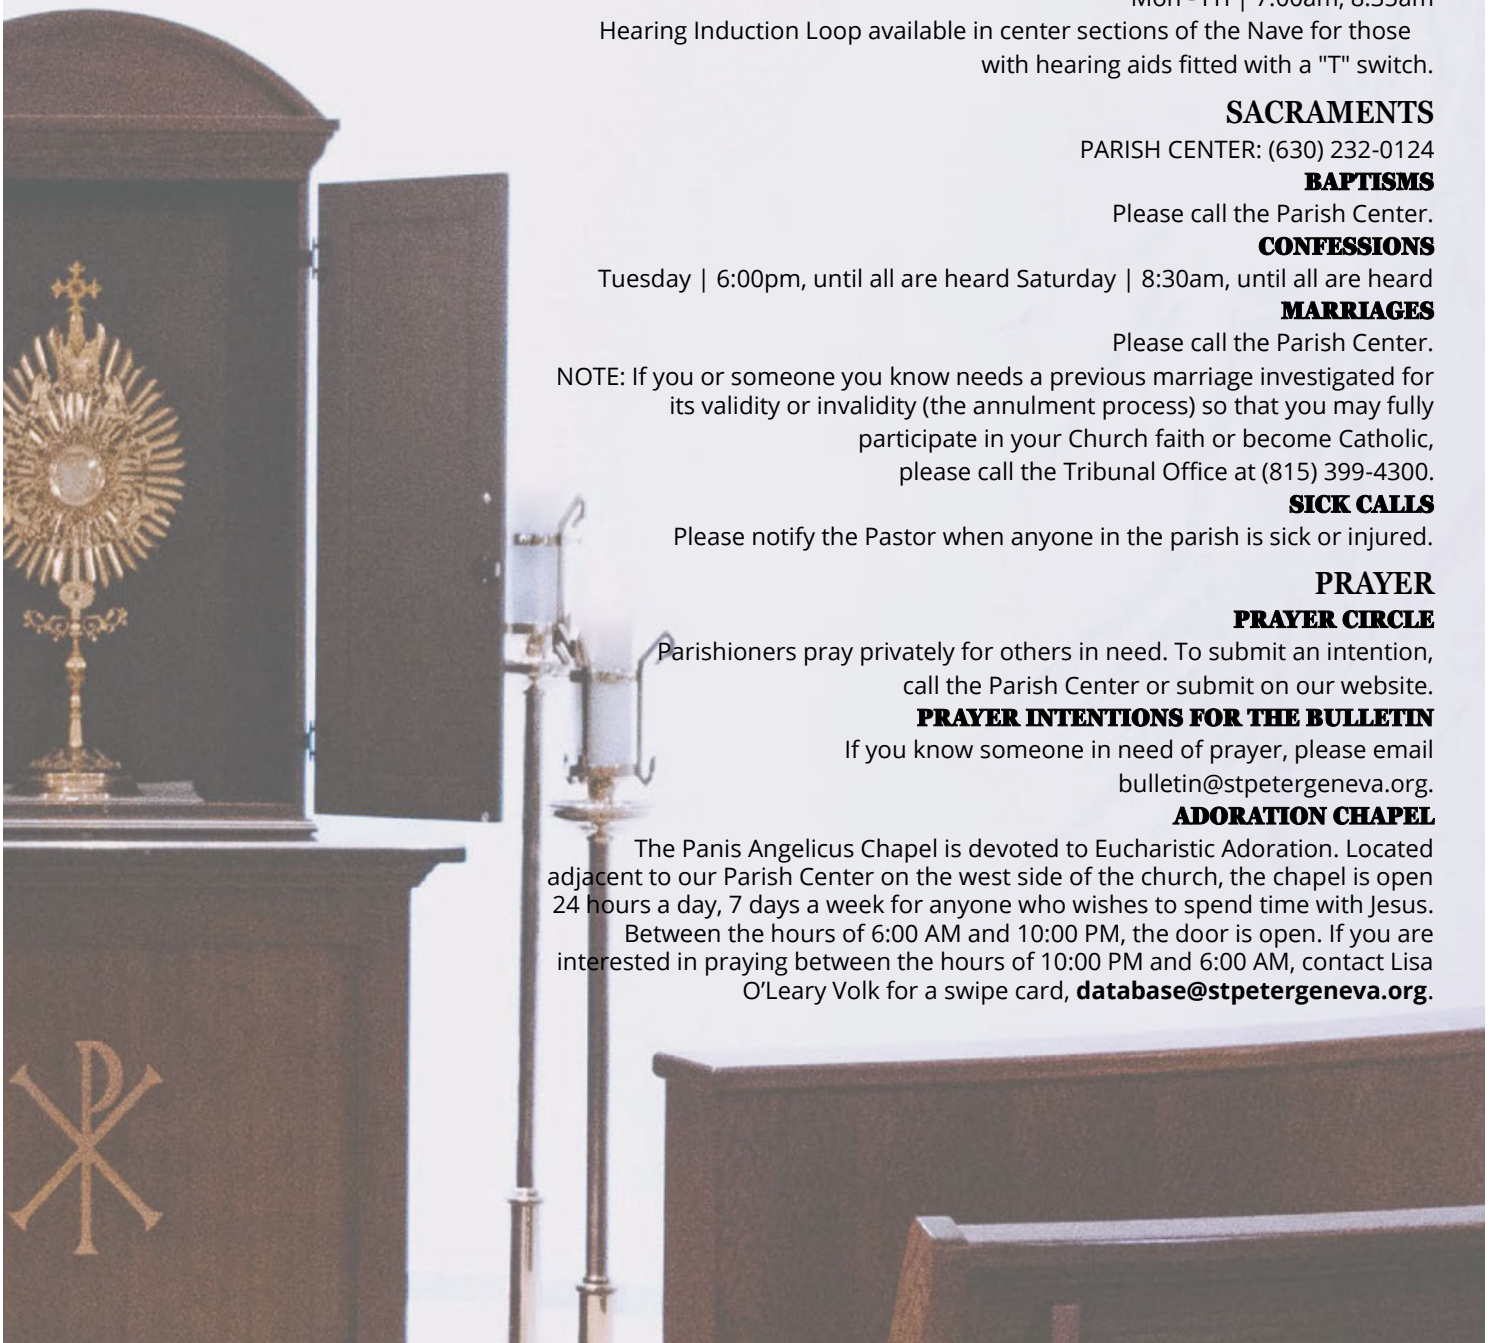 Mon - Fri | 7:00am, 8:35am
Hearing Induction Loop available in center sections of the Nave for those
with hearing aids fitted with a "T" switch.
SACRAMENTS
PARISH CENTER: (630) 232-0124
BAPTISMS
Please call the Parish Center.
CONFESSIONS
Tuesday | 6:00pm, until all are heard Saturday | 8:30am, until all are heard
MARRIAGES
Please call the Parish Center.
NOTE: If you or someone you know needs a previous marriage investigated for
its validity or invalidity (the annulment process) so that you may fully
participate in your Church faith or become Catholic,
please call the Tribunal Office at (815) 399-4300.
SICK CALLS
Please notify the Pastor when anyone in the parish is sick or injured.
PRAYER
PRAYER CIRCLE
Parishioners pray privately for others in need. To submit an intention,
call the Parish Center or submit on our website.
PRAYER INTENTIONS FOR THE BULLETIN
If you know someone in need of prayer, please email
bulletin@stpetergeneva.org.
ADORATION CHAPEL
The Panis Angelicus Chapel is devoted to Eucharistic Adoration. Located
adjacent to our Parish Center on the west side of the church, the chapel is open
24 hours a day, 7 days a week for anyone who wishes to spend time with Jesus.
Between the hours of 6:00 AM and 10:00 PM, the door is open. If you are
interested in praying between the hours of 10:00 PM and 6:00 AM, contact Lisa
O’Leary Volk for a swipe card, database@stpetergeneva.org.